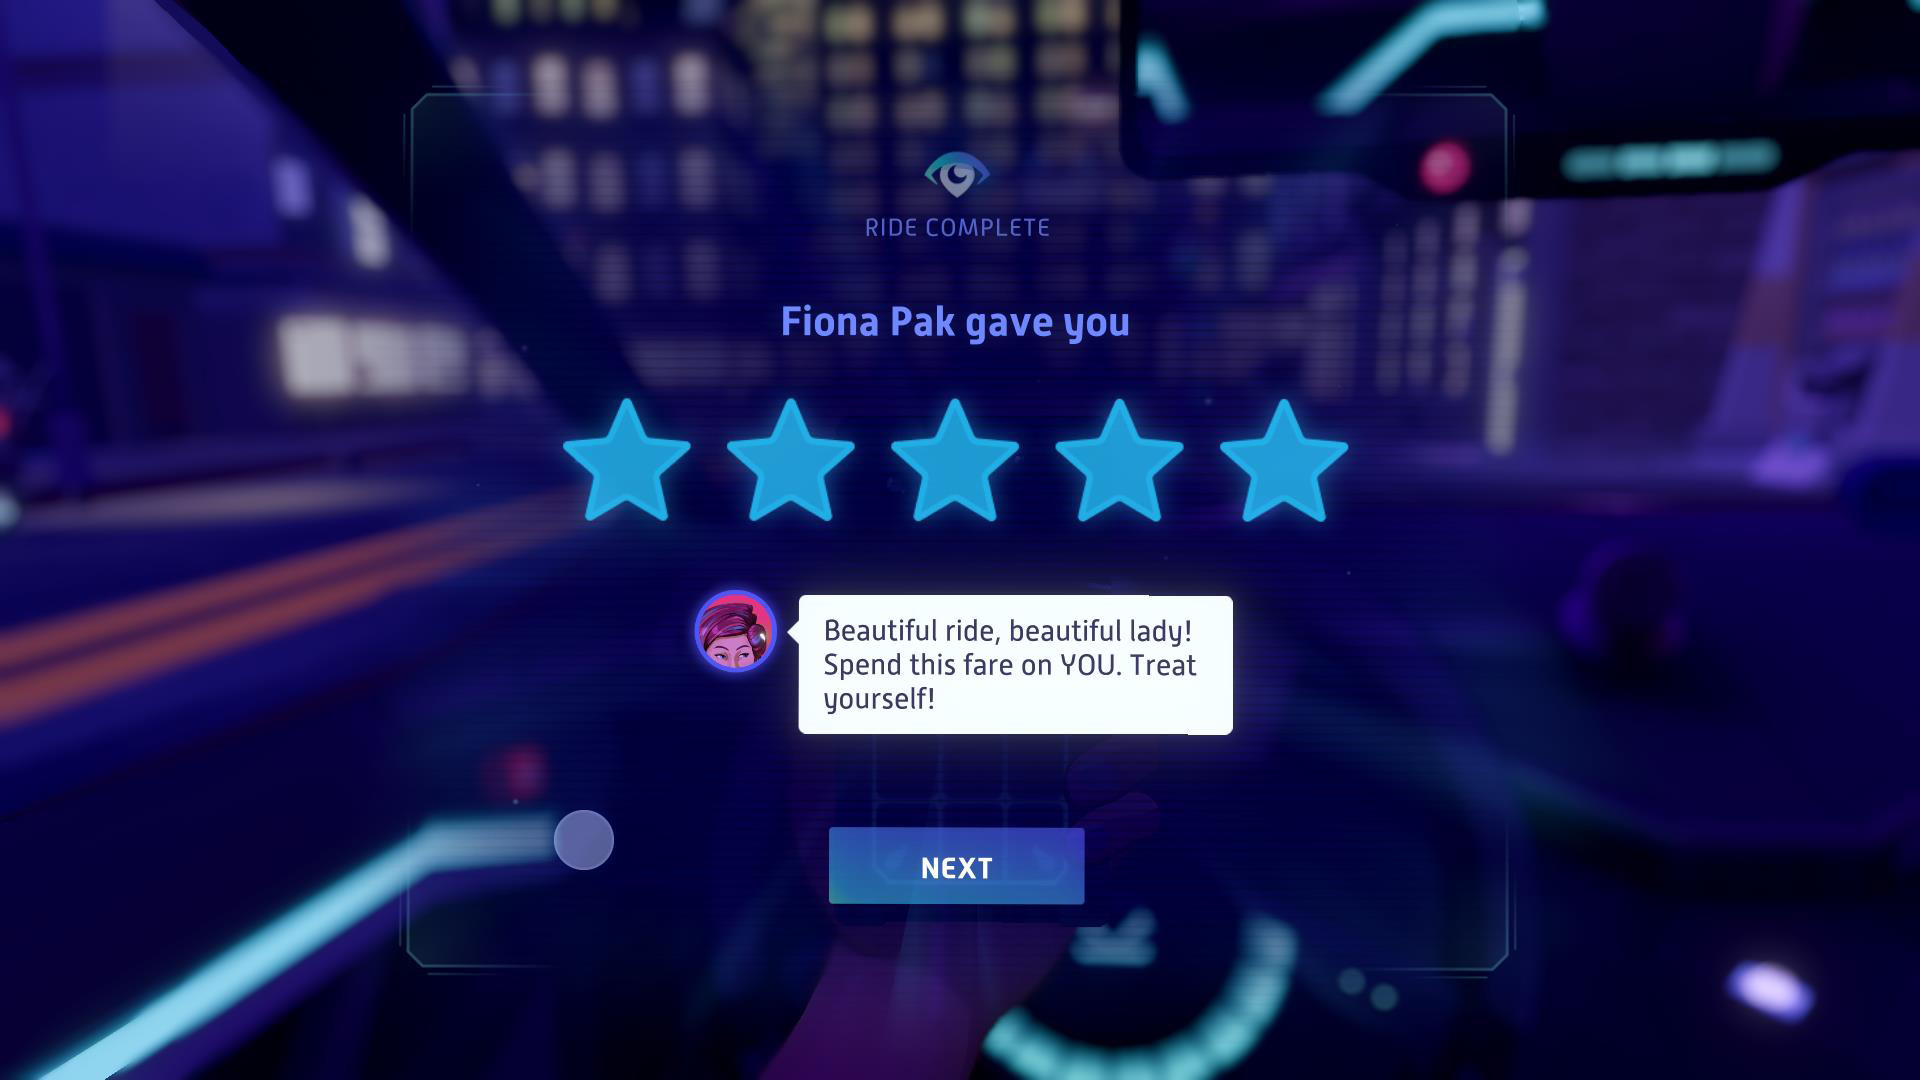 RIDE COMPLETE
Fiona Pak gave you
Beautiful ride, beautiful lady!
Spend this fare on YOU. Treat
yourself!
NEXT